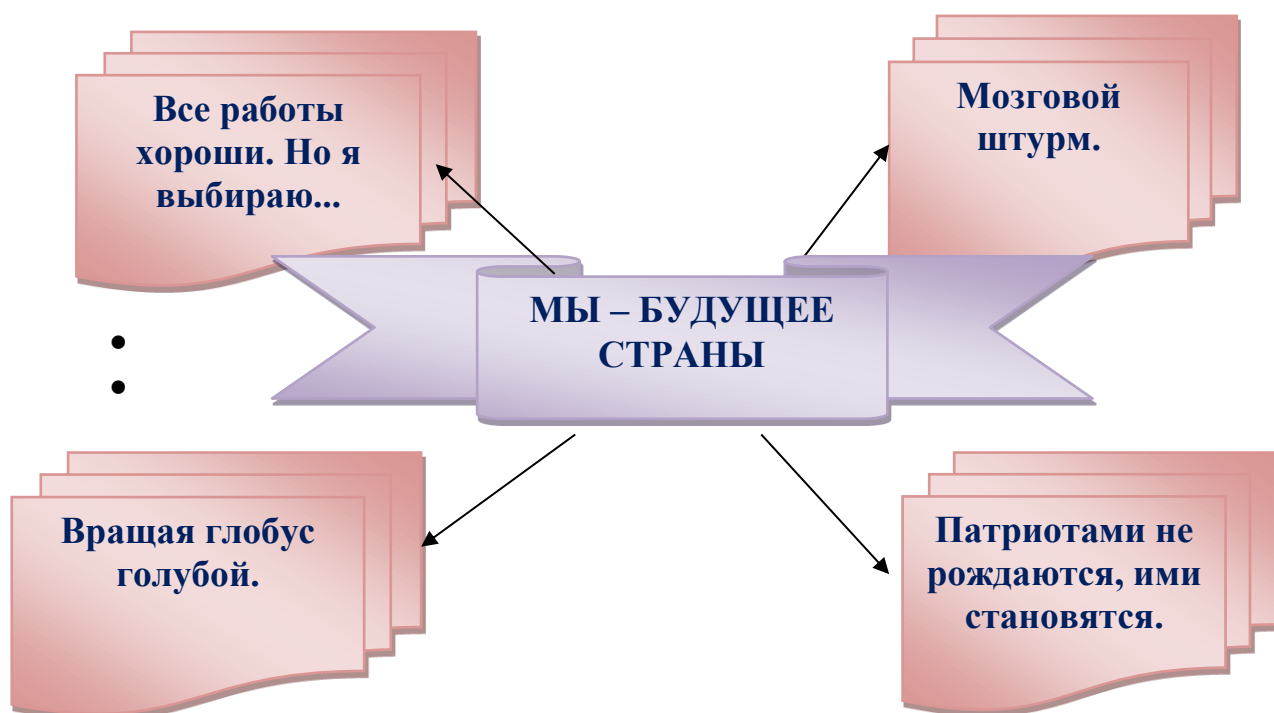 Все работы
хороши. Но я
выбираю...
Мозговой
штурм.
МЫ – БУДУЩЕЕ
СТРАНЫ
Вращая глобус
голубой.
Патриотами не
рождаются, ими
становятся.